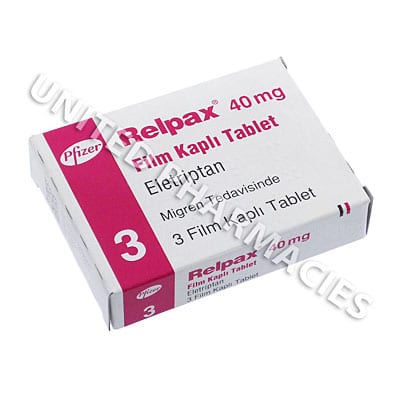 Relpax® 40 mg
Film Kaplı Tablet
Eletriptan
Migren Tedavisinde
3 Film Kaplı Tablet
Pfizer
3
Relpax® 40 mg
Film Kaplı Tablet
Eletriptan
3 Film Kaplı Tablet
Pfizer
3
UNITED PHARMACIES